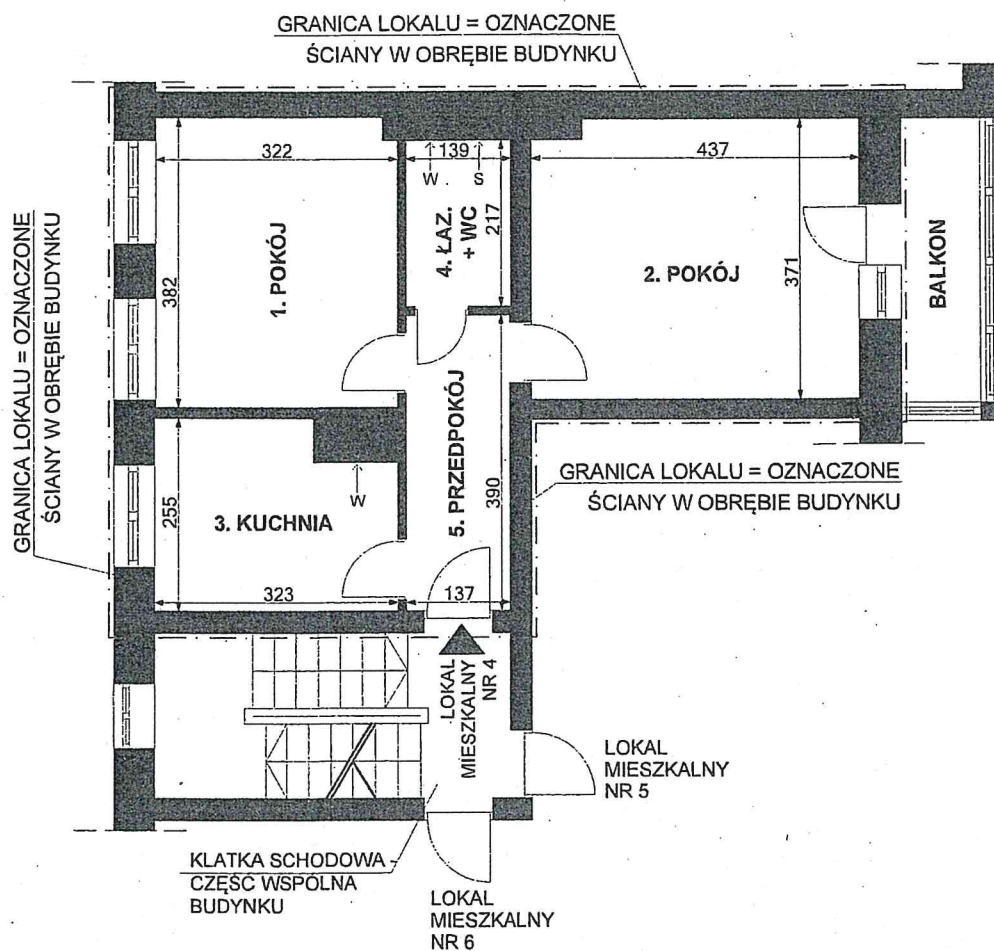 GRANICA LOKALU = OZNACZONE
ŚCIANY W OBRĘBIE BUDYNKU
GRANICA LOKALU = OZNACZONE
ŚCIANY W OBRĘBIE BUDYNKU
322
382
1. POKÓJ
139
W
S
217
4. ŁAZ.
+ WC
437
371
2. POKÓJ
BALKON
255
3. KUCHNIA
W
323
5. PRZEDPOKÓJ
390
137
GRANICA LOKALU = OZNACZONE
ŚCIANY W OBRĘBIE BUDYNKU
LOKAL
MIESZKALNY
NR 4
LOKAL
MIESZKALNY
NR 5
KLATKA SCHODOWA -
CZĘŚĆ WSPÓLNA
BUDYNKU
LOKAL
MIESZKALNY
NR 6